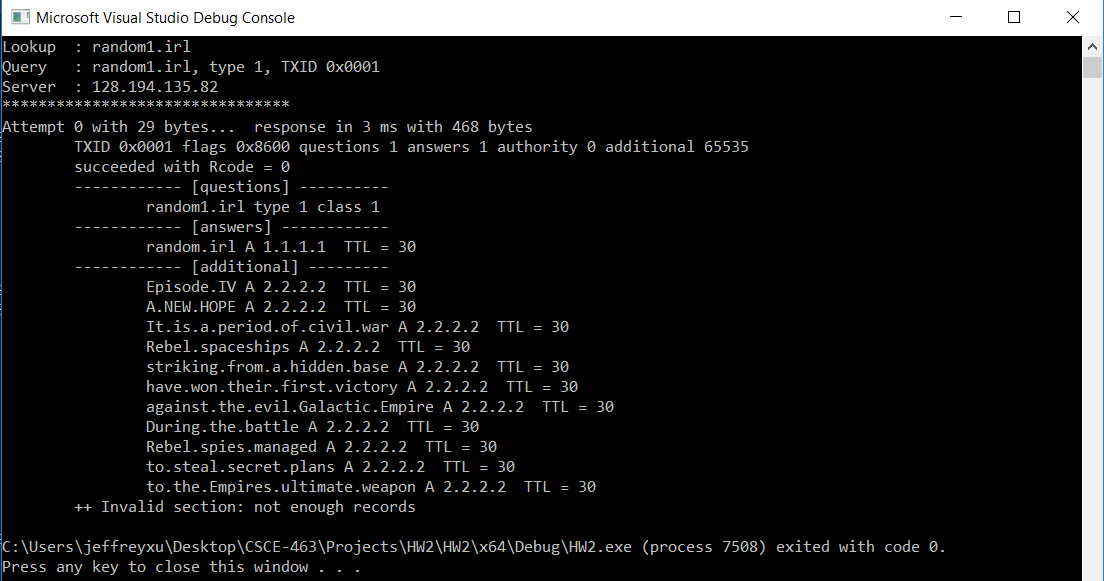 Microsoft Visual Studio Debug Console
Lookup  : random1.irl
Query   : random1.irl, type 1, TXID 0x0001
Server  : 128.194.135.82
********************************
Attempt 0 with 29 bytes...  response in 3 ms with 468 bytes
        TXID 0x0001 flags 0x8600 questions 1 answers 1 authority 0 additional 65535
        succeeded with Rcode = 0
        ------------ [questions] ----------
                random1.irl type 1 class 1
        ------------ [answers] ------------
                random.irl A 1.1.1.1  TTL = 30
        ------------ [additional] ---------
                Episode.IV A 2.2.2.2  TTL = 30
                A.NEW.HOPE A 2.2.2.2  TTL = 30
                It.is.a.period.of.civil.war A 2.2.2.2  TTL = 30
                Rebel.spaceships A 2.2.2.2  TTL = 30
                striking.from.a.hidden.base A 2.2.2.2  TTL = 30
                have.won.their.first.victory A 2.2.2.2  TTL = 30
                against.the.evil.Galactic.Empire A 2.2.2.2  TTL = 30
                During.the.battle A 2.2.2.2  TTL = 30
                Rebel.spies.managed A 2.2.2.2  TTL = 30
                to.steal.secret.plans A 2.2.2.2  TTL = 30
                to.the.Empires.ultimate.weapon A 2.2.2.2  TTL = 30
        ++ Invalid section: not enough records
C:\Users\jeffreyxu\Desktop\CSCE-463\Projects\HW2\HW2\x64\Debug\HW2.exe (process 7508) exited with code 0.
Press any key to close this window . . .